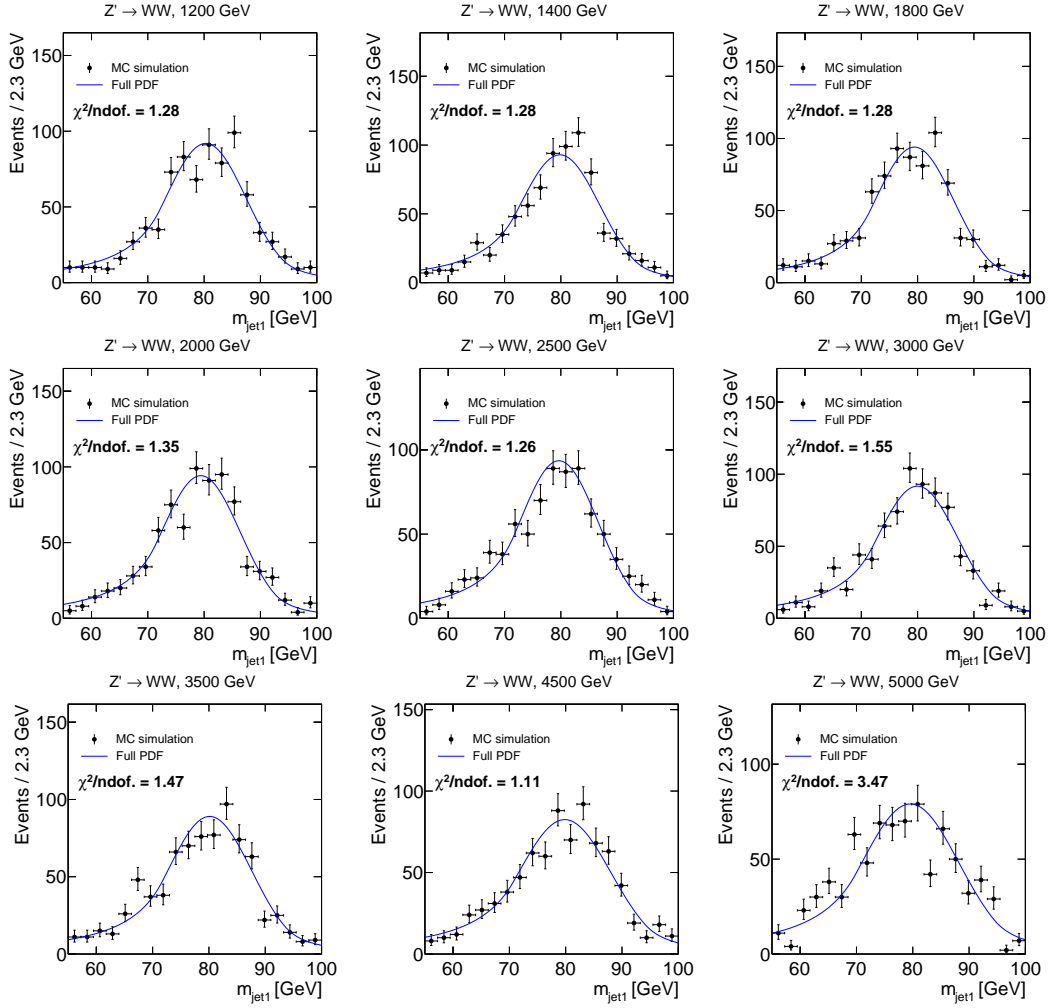 Z' → WW, 1200 GeV
Events / 2.3 GeV
150
100
50
0
MC simulation
Full PDF
χ²/ndof. = 1.28
60 70 80 90 100
m_jet1 [GeV]
Z' → WW, 1400 GeV
Events / 2.3 GeV
150
100
50
0
MC simulation
Full PDF
χ²/ndof. = 1.28
60 70 80 90 100
m_jet1 [GeV]
Z' → WW, 1800 GeV
Events / 2.3 GeV
150
100
50
0
MC simulation
Full PDF
χ²/ndof. = 1.28
60 70 80 90 100
m_jet1 [GeV]
Z' → WW, 2000 GeV
Events / 2.3 GeV
150
100
50
0
MC simulation
Full PDF
χ²/ndof. = 1.35
60 70 80 90 100
m_jet1 [GeV]
Z' → WW, 2500 GeV
Events / 2.3 GeV
100
50
0
MC simulation
Full PDF
χ²/ndof. = 1.26
60 70 80 90 100
m_jet1 [GeV]
Z' → WW, 3000 GeV
Events / 2.3 GeV
150
100
50
0
MC simulation
Full PDF
χ²/ndof. = 1.55
60 70 80 90 100
m_jet1 [GeV]
Z' → WW, 3500 GeV
Events / 2.3 GeV
150
100
50
0
MC simulation
Full PDF
χ²/ndof. = 1.47
60 70 80 90 100
m_jet1 [GeV]
Z' → WW, 4500 GeV
Events / 2.3 GeV
150
100
50
0
MC simulation
Full PDF
χ²/ndof. = 1.11
60 70 80 90 100
m_jet1 [GeV]
Z' → WW, 5000 GeV
Events / 2.3 GeV
100
50
0
MC simulation
Full PDF
χ²/ndof. = 3.47
60 70 80 90 100
m_jet1 [GeV]